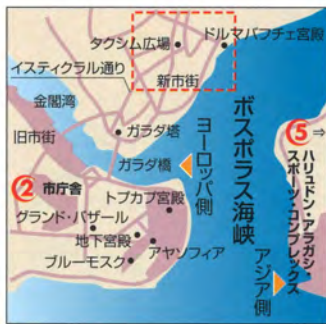 タクシム広場
ドルマバフチェ宮殿
イスティクラル通り
新市街
金閣湾
ガラダ塔
旧市街
ガラダ橋
ボスポラス海峡
ヨーロッパ側
⑤⇒
ハリュドン・アラガシ・
スポーツ・コンプレックス
② 市庁舎
トプカプ宮殿
グランド・バザール
地下宮殿
アヤソフィア
ブルーモスク
アジア側